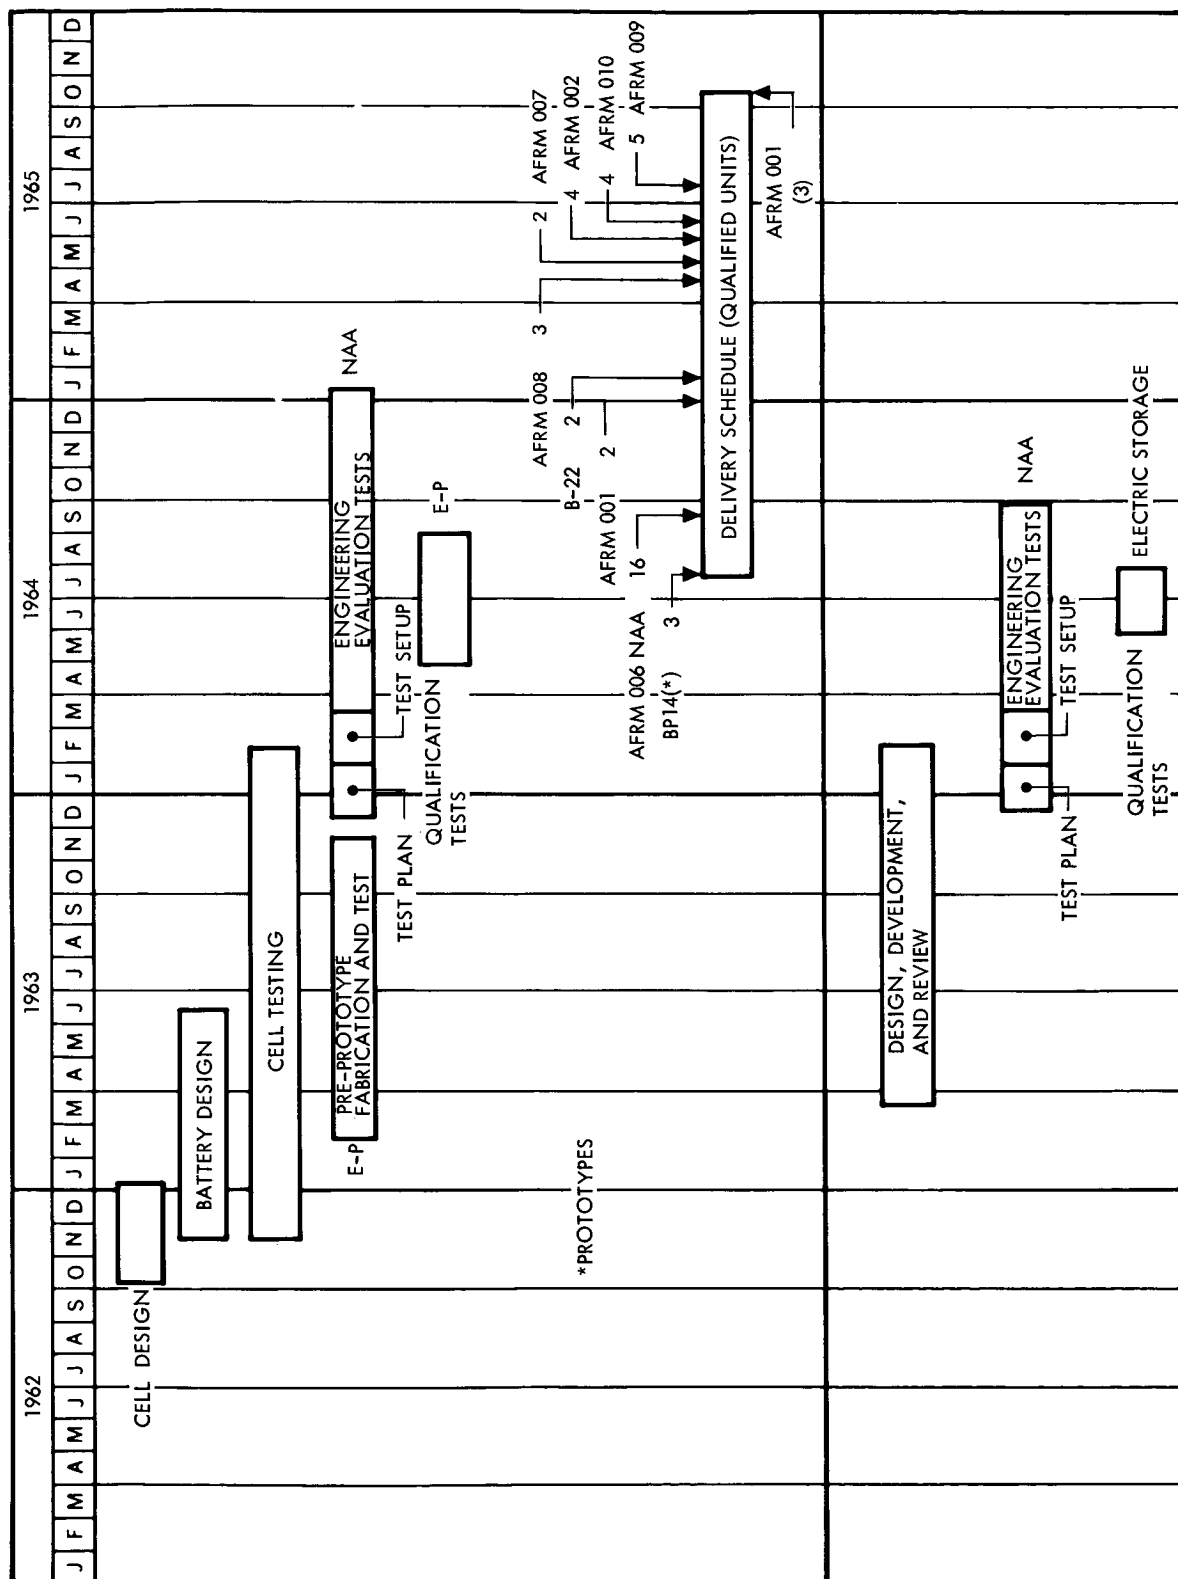 1962 1963 1964 1965
J F M A M J J A S O N D J F M A M J J A S O N D J F M A M J J A S O N D J F M A M J J A S O N D
CELL DESIGN
BATTERY DESIGN
CELL TESTING
E-P
PRE-PROTOTYPE
FABRICATION AND TEST
ENGINEERING
EVALUATION TESTS
NAA
TEST PLAN
TEST SETUP
QUALIFICATION
TESTS
E-P
*PROTOTYPES
AFRM 008
B-22 2
AFRM 001 2
AFRM 006 NAA 16
BP14(*) 3
3
2 AFRM 007
4 AFRM 002
4 AFRM 010
5 AFRM 009
DELIVERY SCHEDULE (QUALIFIED UNITS)
AFRM 001
(3)
DESIGN, DEVELOPMENT,
AND REVIEW
ENGINEERING
EVALUATION TESTS
NAA
TEST PLAN
TEST SETUP
QUALIFICATION
TESTS
ELECTRIC STORAGE